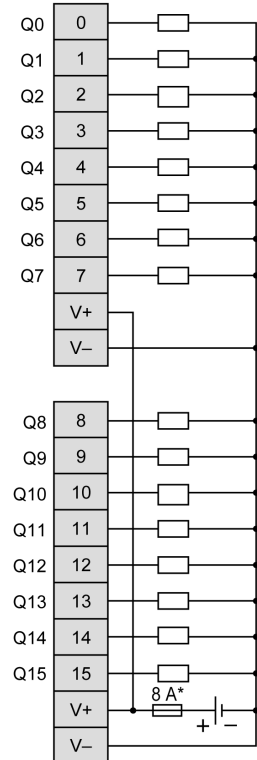 Q0 0
Q1 1
Q2 2
Q3 3
Q4 4
Q5 5
Q6 6
Q7 7
V+
V–
Q8 8
Q9 9
Q10 10
Q11 11
Q12 12
Q13 13
Q14 14
Q15 15
8 A*
V+ + –
V–